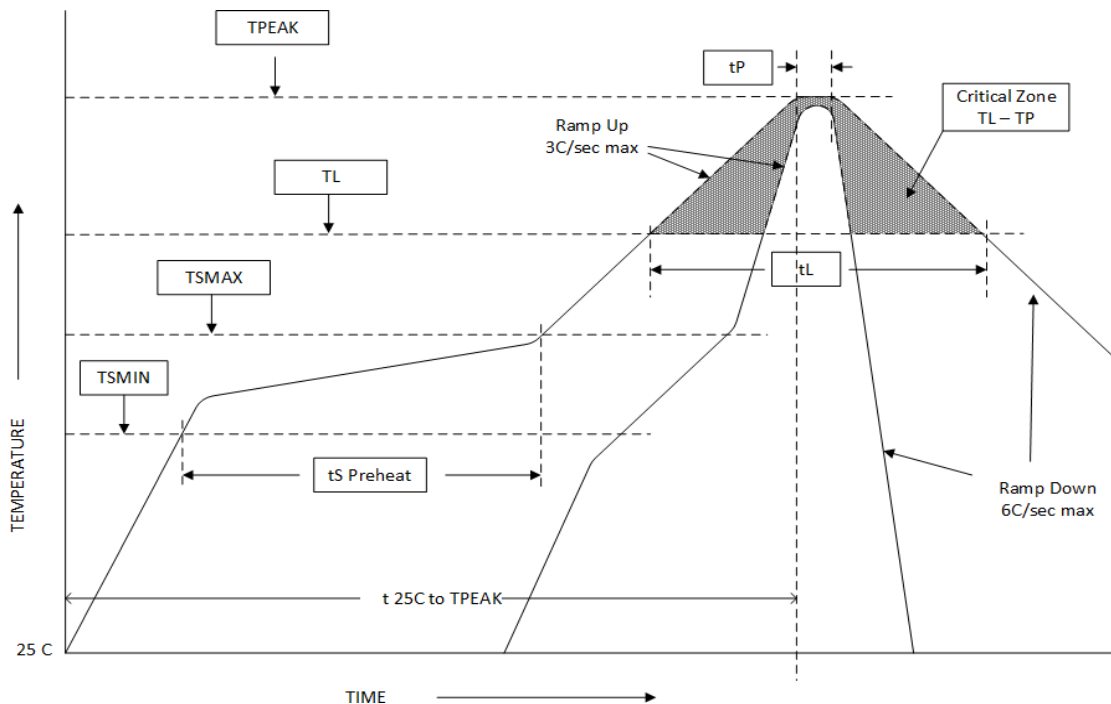 TPEAK
tP
Critical Zone
TL – TP
Ramp Up
3C/sec max
TL
tL
TSMAX
TSMIN
tS Preheat
TEMPERATURE
Ramp Down
6C/sec max
t 25C to TPEAK
25 C
TIME